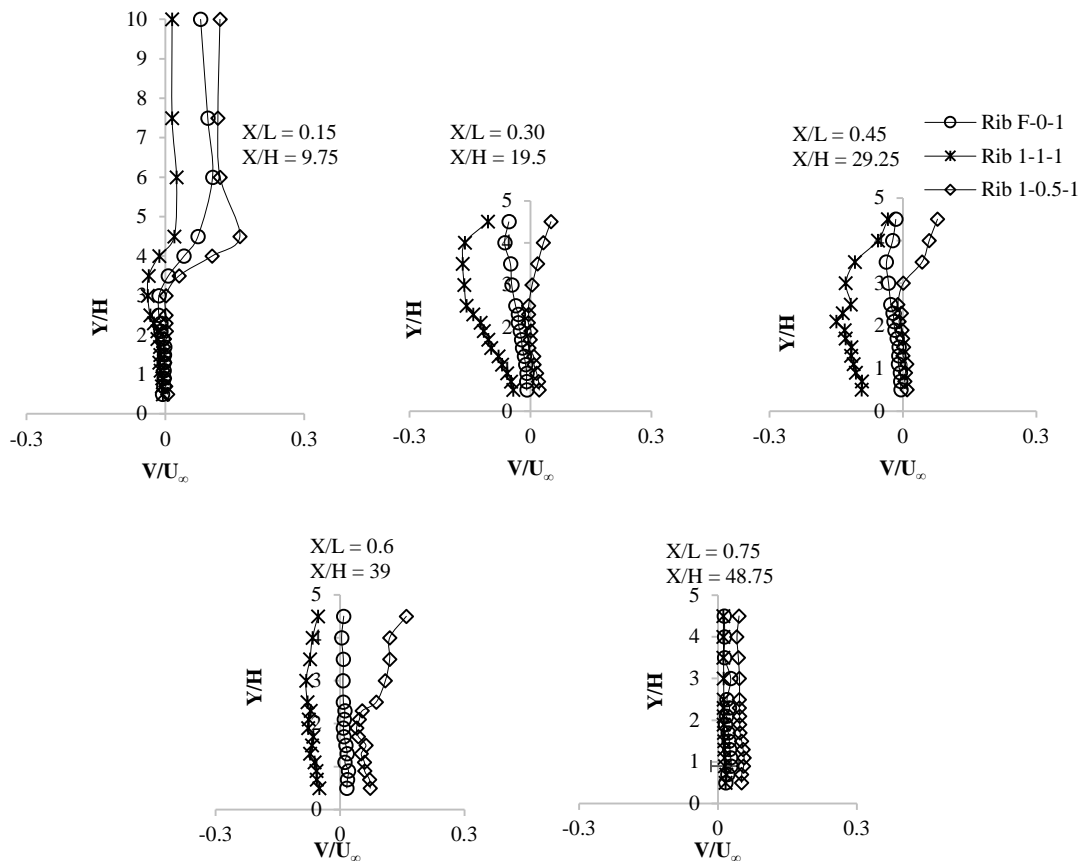 X/L = 0.15
X/H = 9.75
10
9
8
7
6
5
4
3
2
1
0
Y/H
-0.3
0
0.3
V/U∞
X/L = 0.30
X/H = 19.5
5
4
3
2
1
0
Y/H
-0.3
0
0.3
V/U∞
X/L = 0.45
X/H = 29.25
5
4
3
2
1
0
Y/H
-0.3
0
0.3
V/U∞
Rib F-0-1
Rib 1-1-1
Rib 1-0.5-1
X/L = 0.6
X/H = 39
5
4
3
2
1
0
Y/H
-0.3
0
0.3
V/U∞
X/L = 0.75
X/H = 48.75
5
4
3
2
1
0
Y/H
-0.3
0
0.3
V/U∞